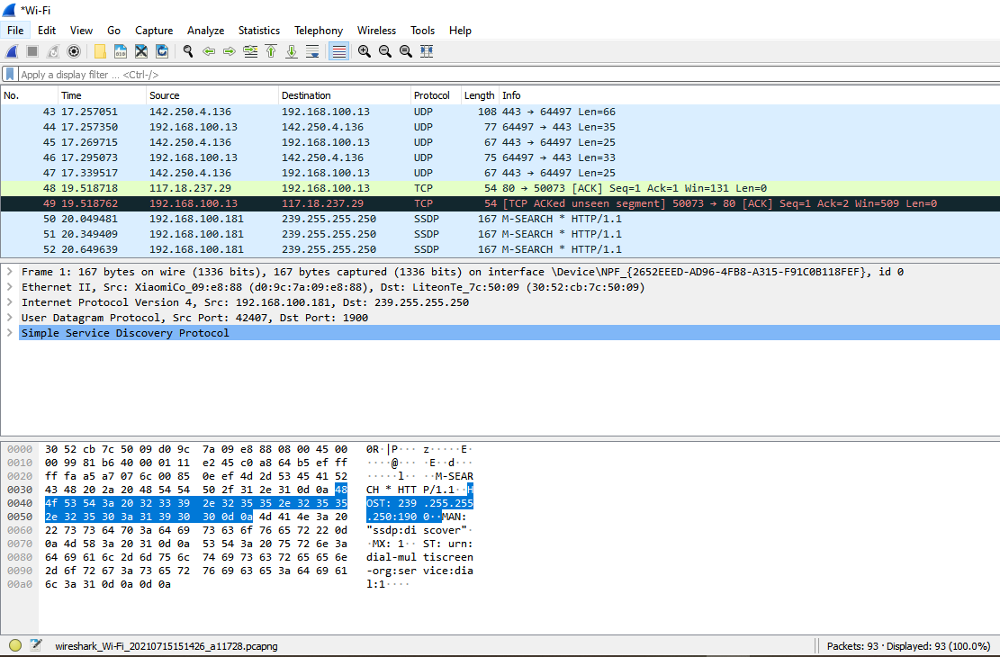 *Wi-Fi
File Edit View Go Capture Analyze Statistics Telephony Wireless Tools Help
Apply a display filter ... <Ctrl-/>
No. Time Source Destination Protocol Length Info
43 17.257051 142.250.4.136 192.168.100.13 UDP 108 443 → 64497 Len=66
44 17.257350 192.168.100.13 142.250.4.136 UDP 77 64497 → 443 Len=35
45 17.269715 142.250.4.136 192.168.100.13 UDP 67 443 → 64497 Len=25
46 17.295073 192.168.100.13 142.250.4.136 UDP 75 64497 → 443 Len=33
47 17.339517 142.250.4.136 192.168.100.13 UDP 67 443 → 64497 Len=25
48 19.518718 117.18.237.29 192.168.100.13 TCP 54 80 → 50073 [ACK] Seq=1 Ack=1 Win=131 Len=0
49 19.518762 192.168.100.13 117.18.237.29 TCP 54 [TCP ACKed unseen segment] 50073 → 80 [ACK] Seq=1 Ack=2 Win=509 Len=0
50 20.049481 192.168.100.181 239.255.255.250 SSDP 167 M-SEARCH * HTTP/1.1
51 20.349409 192.168.100.181 239.255.255.250 SSDP 167 M-SEARCH * HTTP/1.1
52 20.649639 192.168.100.181 239.255.255.250 SSDP 167 M-SEARCH * HTTP/1.1
Frame 1: 167 bytes on wire (1336 bits), 167 bytes captured (1336 bits) on interface \Device\NPF_{2652EEED-AD96-4FB8-A315-F91C0B118FEF}, id 0
Ethernet II, Src: XiaomiCo_09:e8:88 (d0:9c:7a:09:e8:88), Dst: LiteonTe_7c:50:09 (30:52:cb:7c:50:09)
Internet Protocol Version 4, Src: 192.168.100.181, Dst: 239.255.255.250
User Datagram Protocol, Src Port: 42407, Dst Port: 1900
Simple Service Discovery Protocol
0000 30 52 cb 7c 50 09 d0 9c 7a 09 e8 88 08 00 45 00 0R·|P··· z·····E·
0010 00 99 81 b6 40 00 01 11 e2 45 c0 a8 64 b5 ef ff ····@··· ·E··d···
0020 ff fa a5 a7 07 6c 00 85 0e ef 4d 2d 53 45 41 52 ·····l·· ··M-SEAR
0030 43 48 20 2a 20 48 54 54 50 2f 31 2e 31 0d 0a 48 CH * HTT P/1.1··H
0040 4f 53 54 3a 20 32 33 39 2e 32 35 35 2e 32 35 35 OST: 239 .255.255
0050 2e 32 35 30 3a 31 39 30 30 0d 0a 4d 41 4e 3a 20 .250:190 0··MAN:
0060 22 73 73 64 70 3a 64 69 73 63 6f 76 65 72 22 0d "ssdp:di scover"·
0070 0a 4d 58 3a 20 31 0d 0a 53 54 3a 20 75 72 6e 3a ·MX: 1·· ST: urn:
0080 64 69 61 6c 2d 6d 75 6c 74 69 73 63 72 65 65 6e dial-mul tiscreen
0090 2d 6f 72 67 3a 73 65 72 76 69 63 65 3a 64 69 61 -org:ser vice:dia
00a0 6c 3a 31 0d 0a 0d 0a l:1····
wireshark_Wi-Fi_20210715151426_a11728.pcapng Packets: 93 · Displayed: 93 (100.0%)